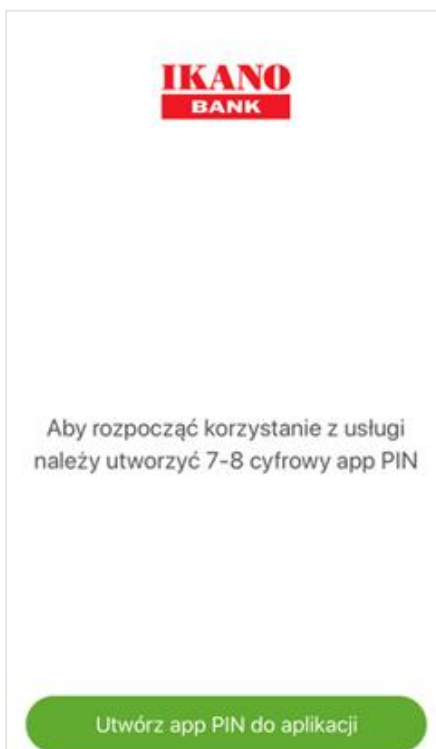 IKANO
BANK
Aby rozpocząć korzystanie z usługi
należy utworzyć 7-8 cyfrowy app PIN
Utwórz app PIN do aplikacji